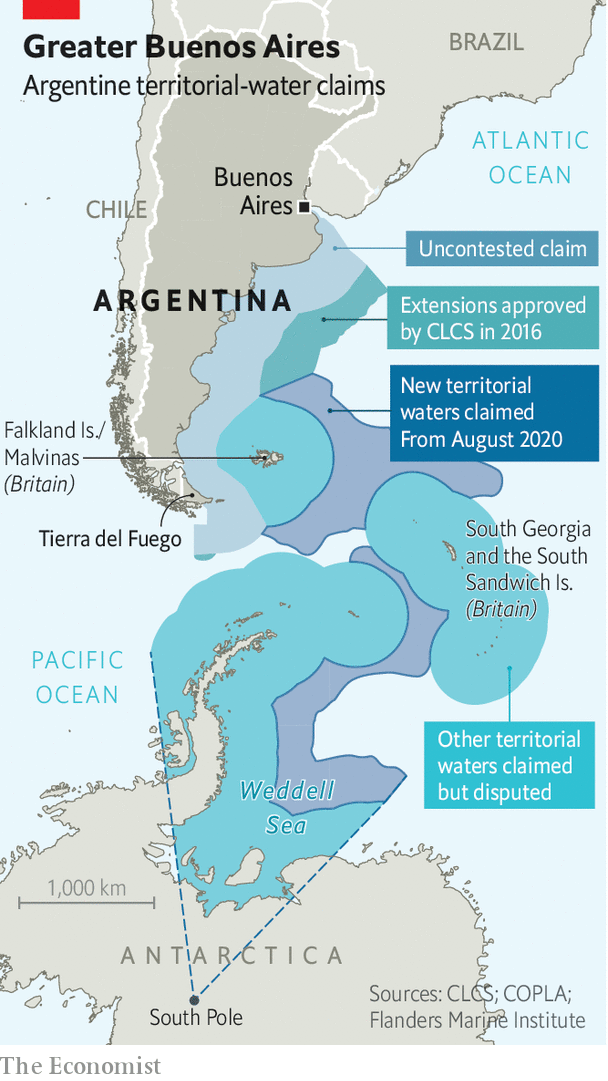 Greater Buenos Aires
Argentine territorial-water claims
BRAZIL
ATLANTIC
OCEAN
Buenos
Aires
CHILE
Uncontested claim
ARGENTINA
Extensions approved
by CLCS in 2016
New territorial
waters claimed
From August 2020
Falkland Is./
Malvinas
(Britain)
Tierra del Fuego
South Georgia
and the South
Sandwich Is.
(Britain)
PACIFIC
OCEAN
Other territorial
waters claimed
but disputed
Weddell
Sea
1,000 km
ANTARCTICA
South Pole
Sources: CLCS; COPLA;
Flanders Marine Institute
The Economist